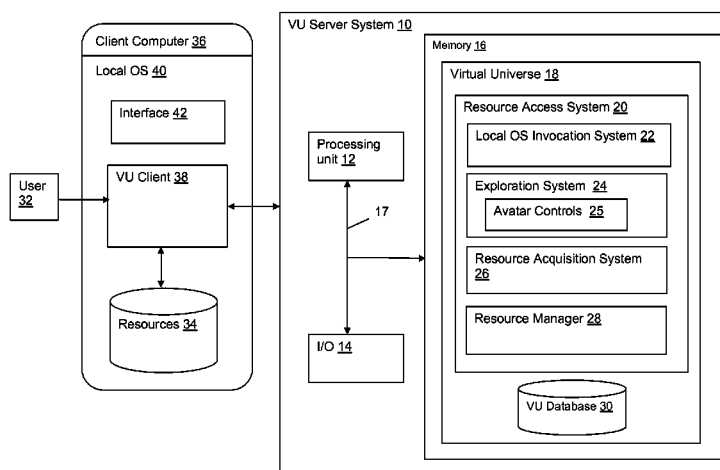 Client Computer 36
Local OS 40
Interface 42
VU Client 38
User
32
Resources 34
VU Server System 10
Processing
unit 12
17
I/O 14
Memory 16
Virtual Universe 18
Resource Access System 20
Local OS Invocation System 22
Exploration System 24
Avatar Controls 25
Resource Acquisition System
26
Resource Manager 28
VU Database 30